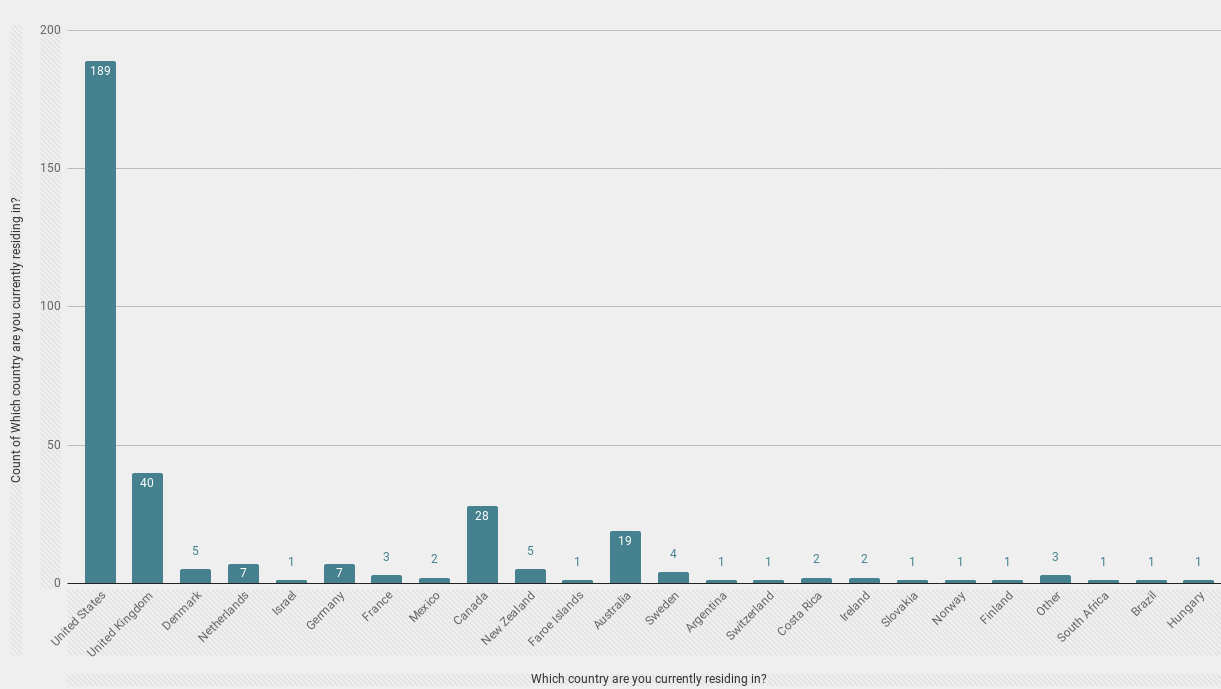 200
150
100
50
0
Count of Which country are you currently residing in?
189
40
5
7
1
7
3
2
28
5
1
19
4
1
1
2
2
1
1
1
3
1
1
1
United States
United Kingdom
Denmark
Netherlands
Israel
Germany
France
Mexico
Canada
New Zealand
Faroe Islands
Australia
Sweden
Argentina
Switzerland
Costa Rica
Ireland
Slovakia
Norway
Finland
Other
South Africa
Brazil
Hungary
Which country are you currently residing in?